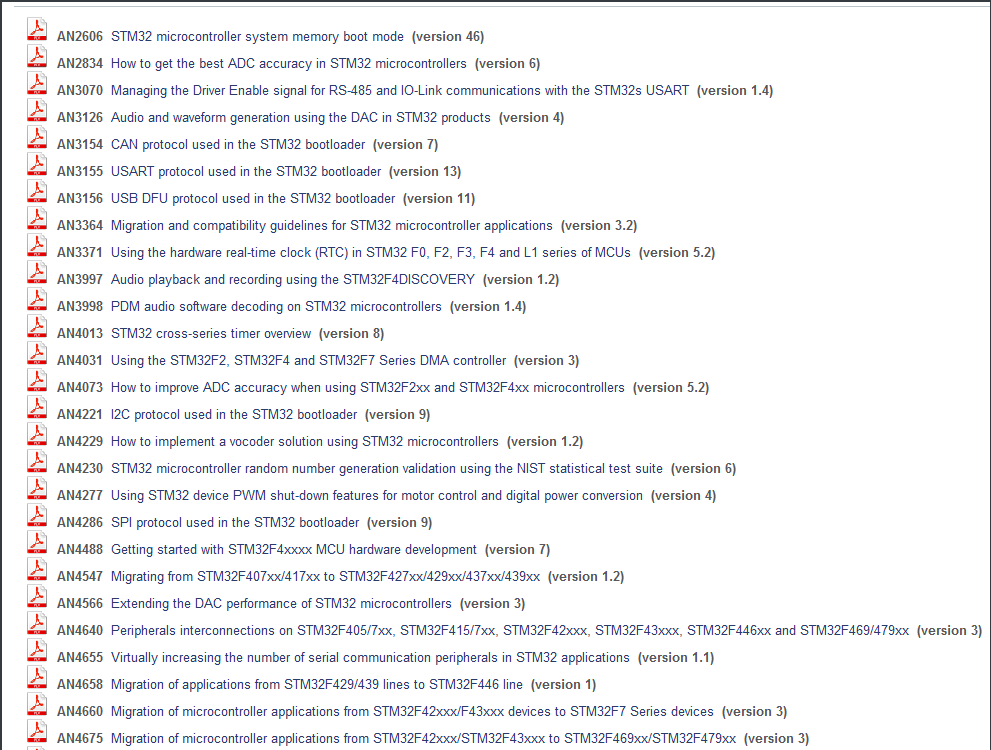 AN2606 STM32 microcontroller system memory boot mode (version 46)
AN2834 How to get the best ADC accuracy in STM32 microcontrollers (version 6)
AN3070 Managing the Driver Enable signal for RS-485 and IO-Link communications with the STM32s USART (version 1.4)
AN3126 Audio and waveform generation using the DAC in STM32 products (version 4)
AN3154 CAN protocol used in the STM32 bootloader (version 7)
AN3155 USART protocol used in the STM32 bootloader (version 13)
AN3156 USB DFU protocol used in the STM32 bootloader (version 11)
AN3364 Migration and compatibility guidelines for STM32 microcontroller applications (version 3.2)
AN3371 Using the hardware real-time clock (RTC) in STM32 F0, F2, F3, F4 and L1 series of MCUs (version 5.2)
AN3997 Audio playback and recording using the STM32F4DISCOVERY (version 1.2)
AN3998 PDM audio software decoding on STM32 microcontrollers (version 1.4)
AN4013 STM32 cross-series timer overview (version 8)
AN4031 Using the STM32F2, STM32F4 and STM32F7 Series DMA controller (version 3)
AN4073 How to improve ADC accuracy when using STM32F2xx and STM32F4xx microcontrollers (version 5.2)
AN4221 I2C protocol used in the STM32 bootloader (version 9)
AN4229 How to implement a vocoder solution using STM32 microcontrollers (version 1.2)
AN4230 STM32 microcontroller random number generation validation using the NIST statistical test suite (version 6)
AN4277 Using STM32 device PWM shut-down features for motor control and digital power conversion (version 4)
AN4286 SPI protocol used in the STM32 bootloader (version 9)
AN4488 Getting started with STM32F4xxxx MCU hardware development (version 7)
AN4547 Migrating from STM32F407xx/417xx to STM32F427xx/429xx/437xx/439xx (version 1.2)
AN4566 Extending the DAC performance of STM32 microcontrollers (version 3)
AN4640 Peripherals interconnections on STM32F405/7xx, STM32F415/7xx, STM32F42xxx, STM32F43xxx, STM32F446xx and STM32F469/479xx (version 3)
AN4655 Virtually increasing the number of serial communication peripherals in STM32 applications (version 1.1)
AN4658 Migration of applications from STM32F429/439 lines to STM32F446 line (version 1)
AN4660 Migration of microcontroller applications from STM32F42xxx/F43xxx devices to STM32F7 Series devices (version 3)
AN4675 Migration of microcontroller applications from STM32F42xxx/STM32F43xxx to STM32F469xx/STM32F479xx (version 3)